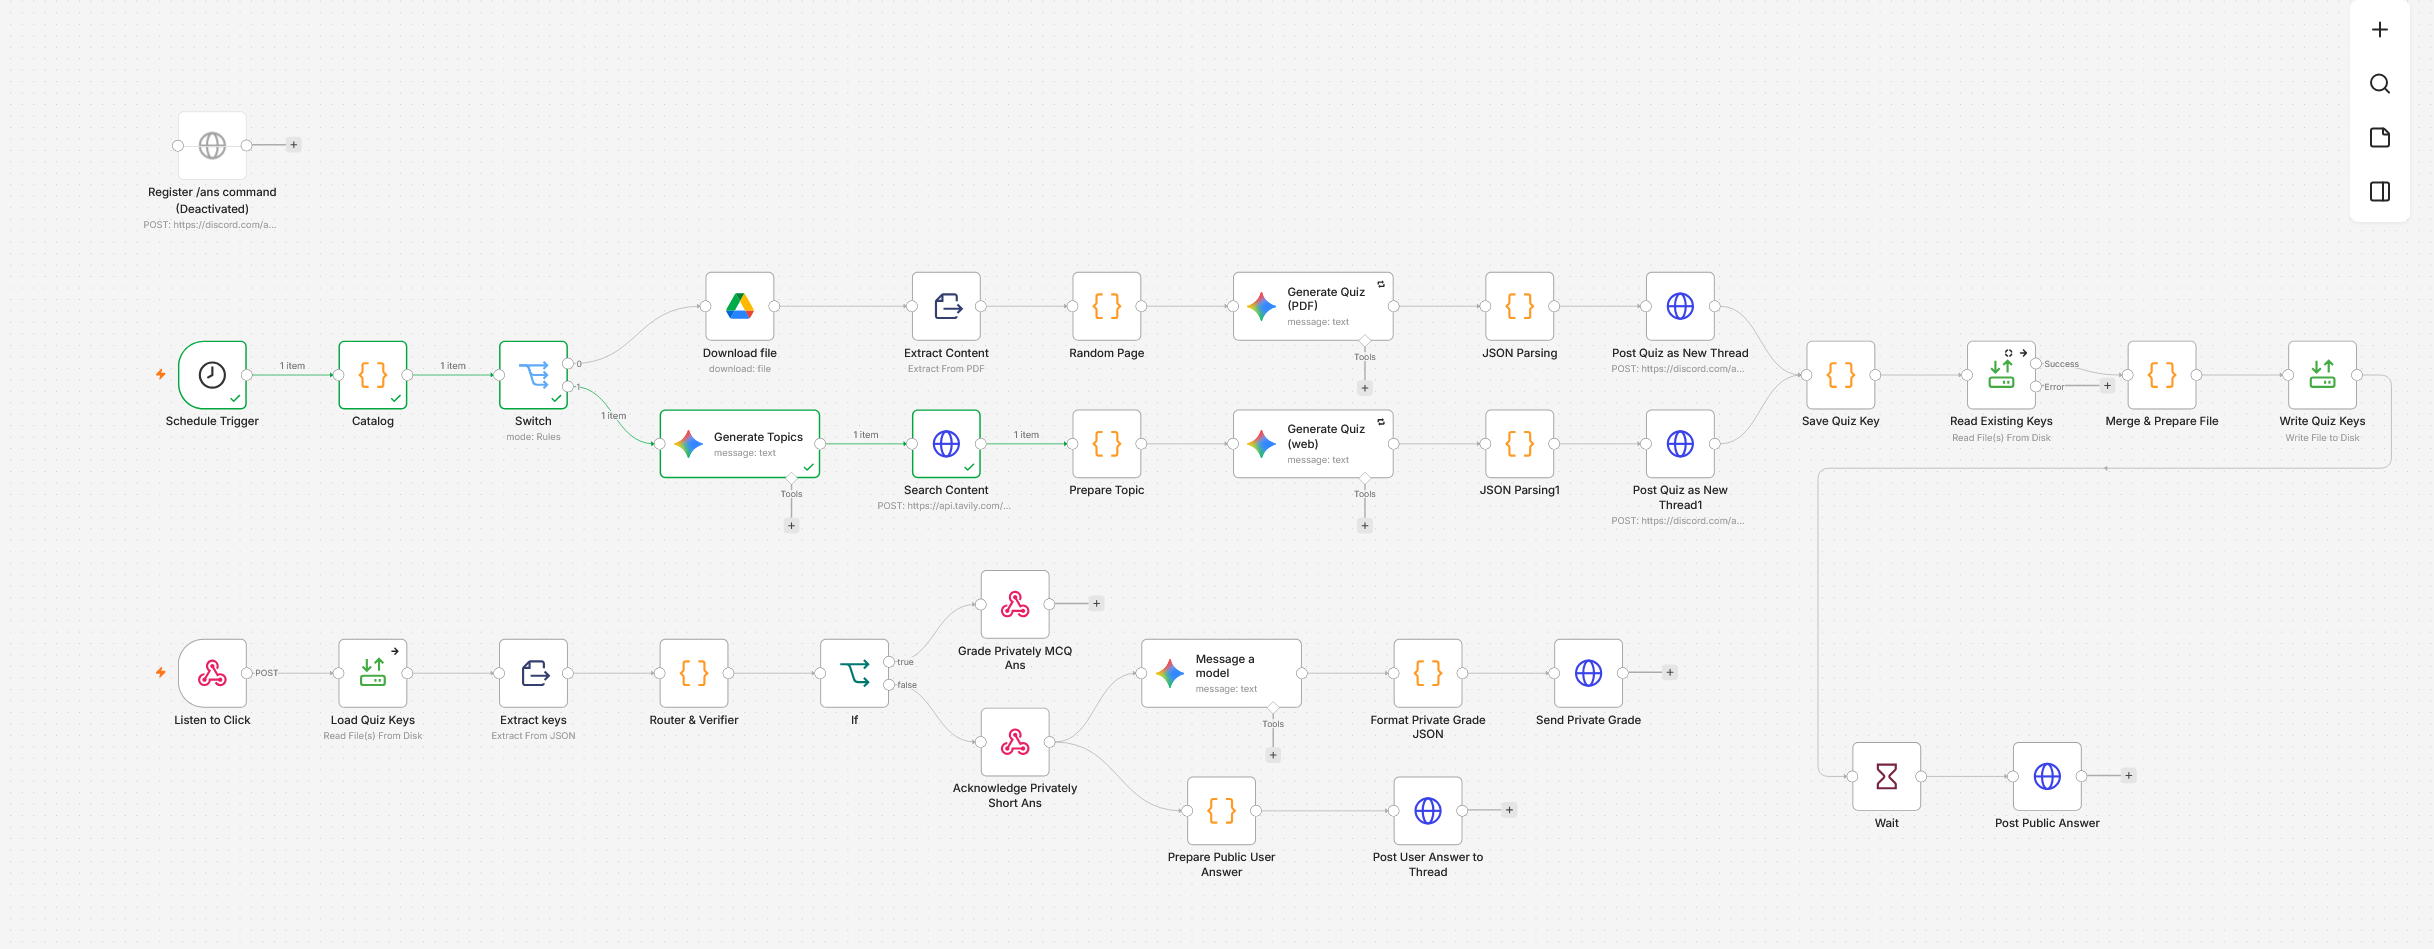 Register /ans command
(Deactivated)
POST: https://discord.com/a...
Schedule Trigger
1 item
Catalog
1 item
Switch
mode: Rules
0
1
1 item
Download file
download: file
Extract Content
Extract From PDF
Random Page
Generate Quiz
(PDF)
message: text
Tools
JSON Parsing
Post Quiz as New Thread
POST: https://discord.com/a...
Generate Topics
message: text
Tools
1 item
Search Content
POST: https://api.tavily.com/...
1 item
Prepare Topic
Generate Quiz
(web)
message: text
Tools
JSON Parsing1
Post Quiz as New
Thread1
POST: https://discord.com/a...
Save Quiz Key
Read Existing Keys
Read File(s) From Disk
Success
Error
Merge & Prepare File
Write Quiz Keys
Write File to Disk
Listen to Click
POST
Load Quiz Keys
Read File(s) From Disk
Extract keys
Extract From JSON
Router & Verifier
If
true
false
Grade Privately MCQ
Ans
Acknowledge Privately
Short Ans
Message a
model
message: text
Tools
Format Private Grade
JSON
Send Private Grade
Prepare Public User
Answer
Post User Answer to
Thread
Wait
Post Public Answer